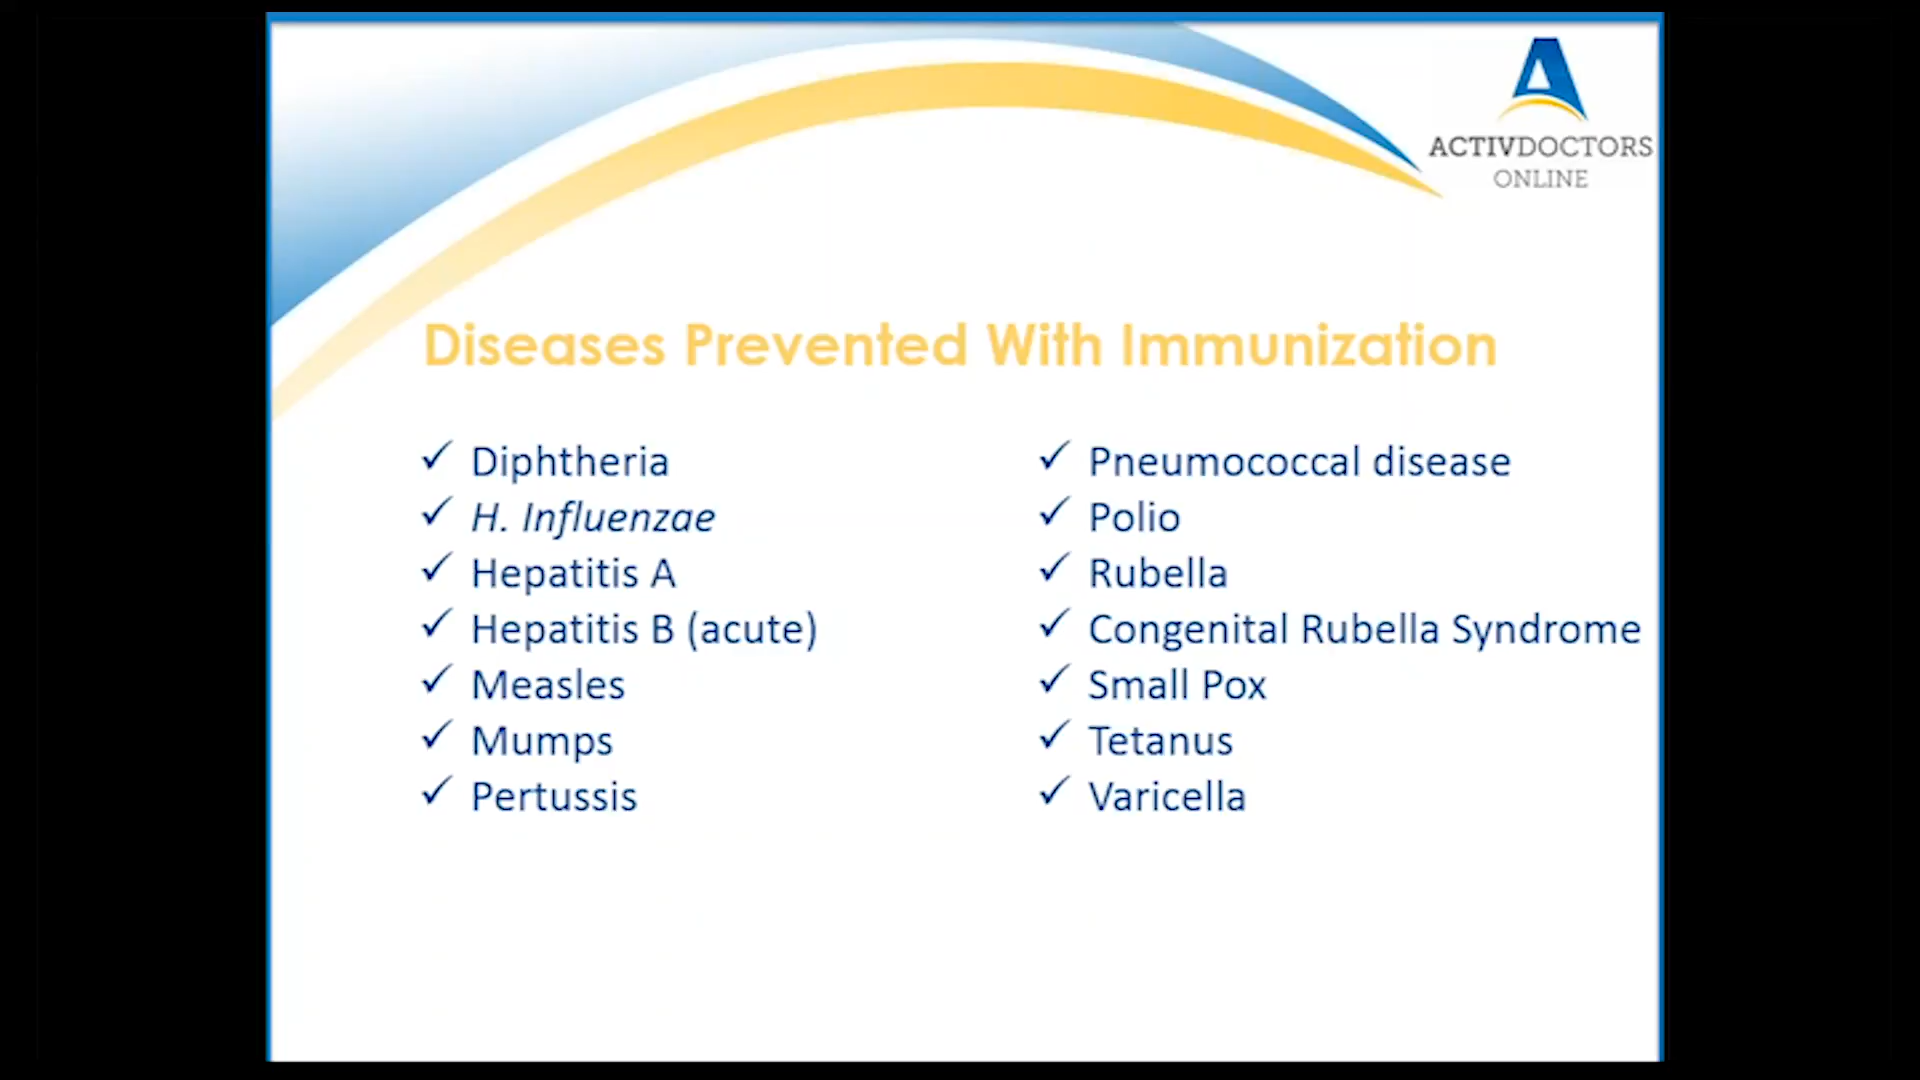 ACTIVDOCTORS
ONLINE
Diseases Prevented With Immunization
✓ Diphtheria
✓ H. Influenzae
✓ Hepatitis A
✓ Hepatitis B (acute)
✓ Measles
✓ Mumps
✓ Pertussis
✓ Pneumococcal disease
✓ Polio
✓ Rubella
✓ Congenital Rubella Syndrome
✓ Small Pox
✓ Tetanus
✓ Varicella